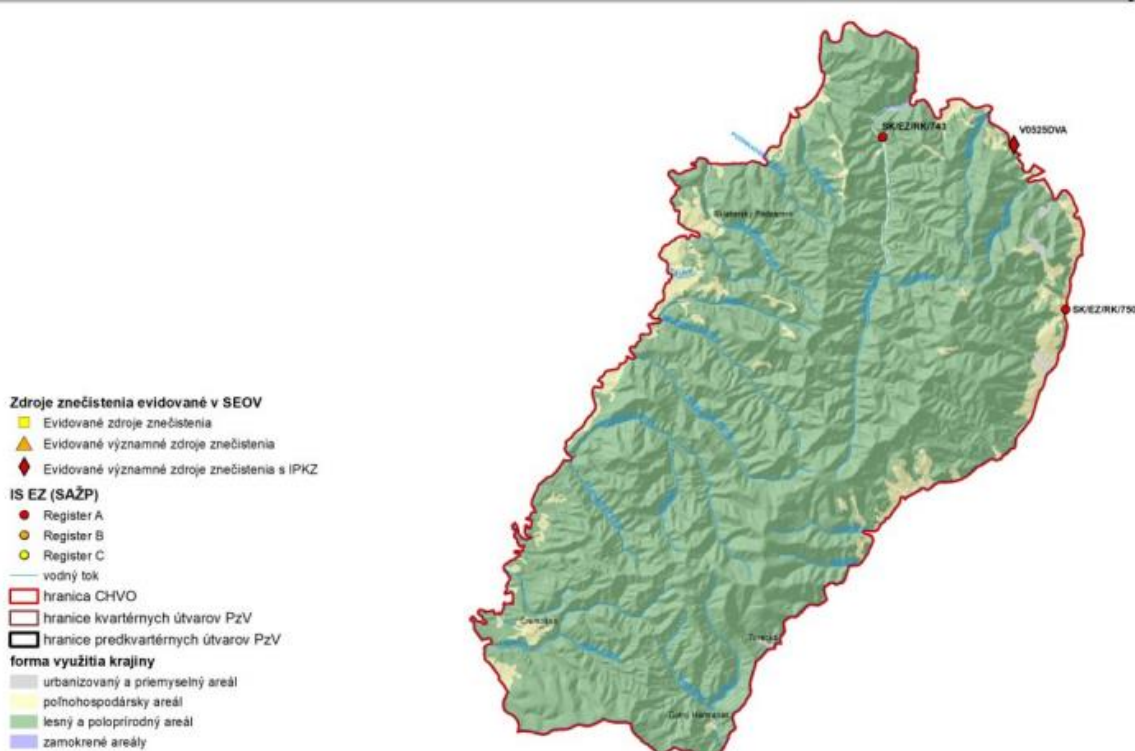 SK/EZ/RK/743
V0325DVA
SK/EZ/RK/750
Zdroje znečistenia evidované v SEOV
Evidované zdroje znečistenia
Evidované významné zdroje znečistenia
Evidované významné zdroje znečistenia s IPKZ
IS EZ (SAŽP)
Register A
Register B
Register C
vodný tok
hranica CHVO
hranice kvartérnych útvarov PzV
hranice predkvartérnych útvarov PzV
forma využitia krajiny
urbanizovaný a priemyselný areál
poľnohospodársky areál
lesný a poloprírodný areál
zamokrené areály